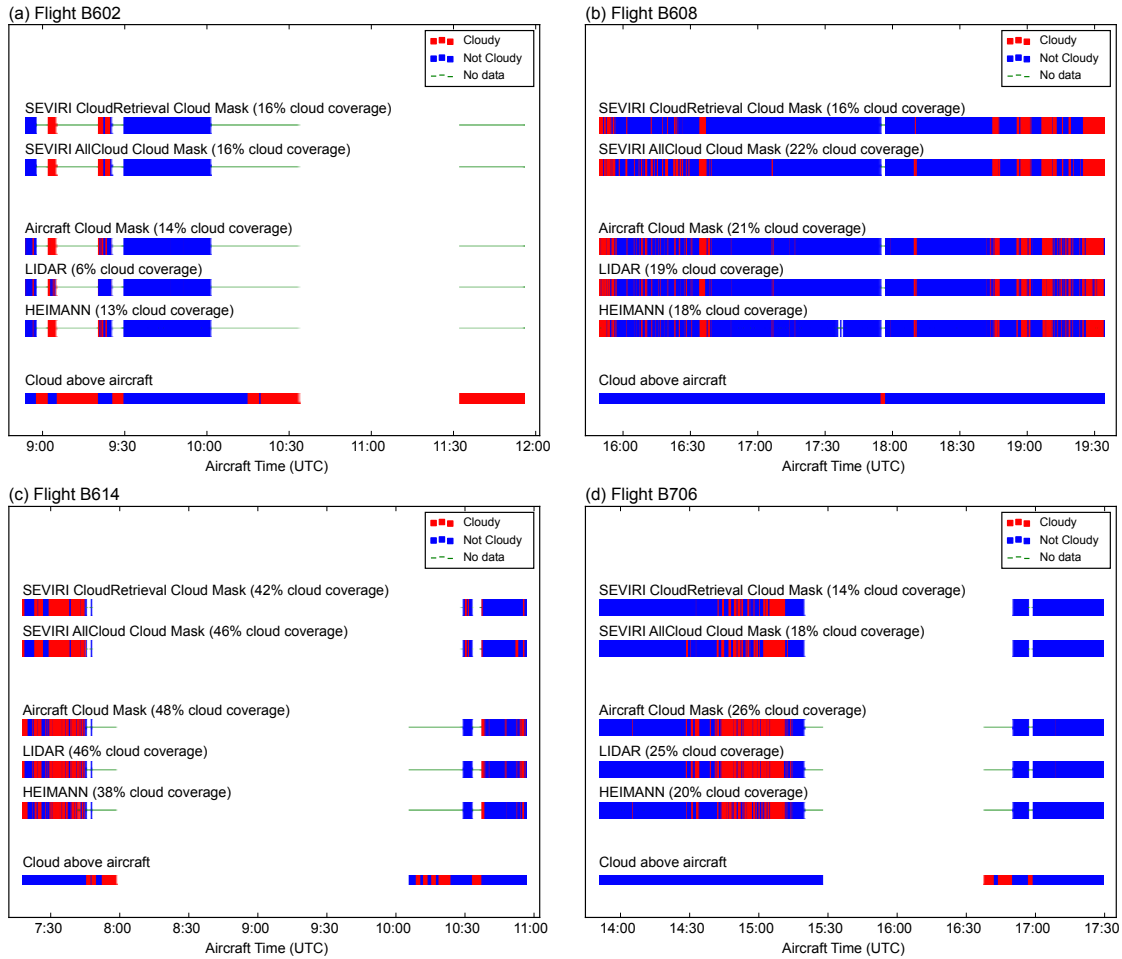 (a) Flight B602
Cloudy
Not Cloudy
No data
SEVIRI CloudRetrieval Cloud Mask (16% cloud coverage)
SEVIRI AllCloud Cloud Mask (16% cloud coverage)
Aircraft Cloud Mask (14% cloud coverage)
LIDAR (6% cloud coverage)
HEIMANN (13% cloud coverage)
Cloud above aircraft
9:00 9:30 10:00 10:30 11:00 11:30 12:00
Aircraft Time (UTC)
(b) Flight B608
Cloudy
Not Cloudy
No data
SEVIRI CloudRetrieval Cloud Mask (16% cloud coverage)
SEVIRI AllCloud Cloud Mask (22% cloud coverage)
Aircraft Cloud Mask (21% cloud coverage)
LIDAR (19% cloud coverage)
HEIMANN (18% cloud coverage)
Cloud above aircraft
16:00 16:30 17:00 17:30 18:00 18:30 19:00 19:30
Aircraft Time (UTC)
(c) Flight B614
Cloudy
Not Cloudy
No data
SEVIRI CloudRetrieval Cloud Mask (42% cloud coverage)
SEVIRI AllCloud Cloud Mask (46% cloud coverage)
Aircraft Cloud Mask (48% cloud coverage)
LIDAR (46% cloud coverage)
HEIMANN (38% cloud coverage)
Cloud above aircraft
7:30 8:00 8:30 9:00 9:30 10:00 10:30 11:00
Aircraft Time (UTC)
(d) Flight B706
Cloudy
Not Cloudy
No data
SEVIRI CloudRetrieval Cloud Mask (14% cloud coverage)
SEVIRI AllCloud Cloud Mask (18% cloud coverage)
Aircraft Cloud Mask (26% cloud coverage)
LIDAR (25% cloud coverage)
HEIMANN (20% cloud coverage)
Cloud above aircraft
14:00 14:30 15:00 15:30 16:00 16:30 17:00 17:30
Aircraft Time (UTC)